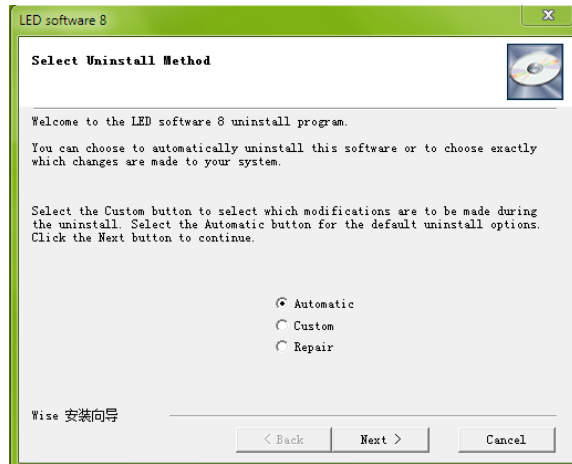 LED software 8
Select Uninstall Method
Welcome to the LED software 8 uninstall program.
You can choose to automatically uninstall this software or to choose exactly
which changes are made to your system.
Select the Custom button to select which modifications are to be made during
the uninstall. Select the Automatic button for the default uninstall options.
Click the Next button to continue.
Automatic
Custom
Repair
Wise 安装向导
< Back
Next >
Cancel